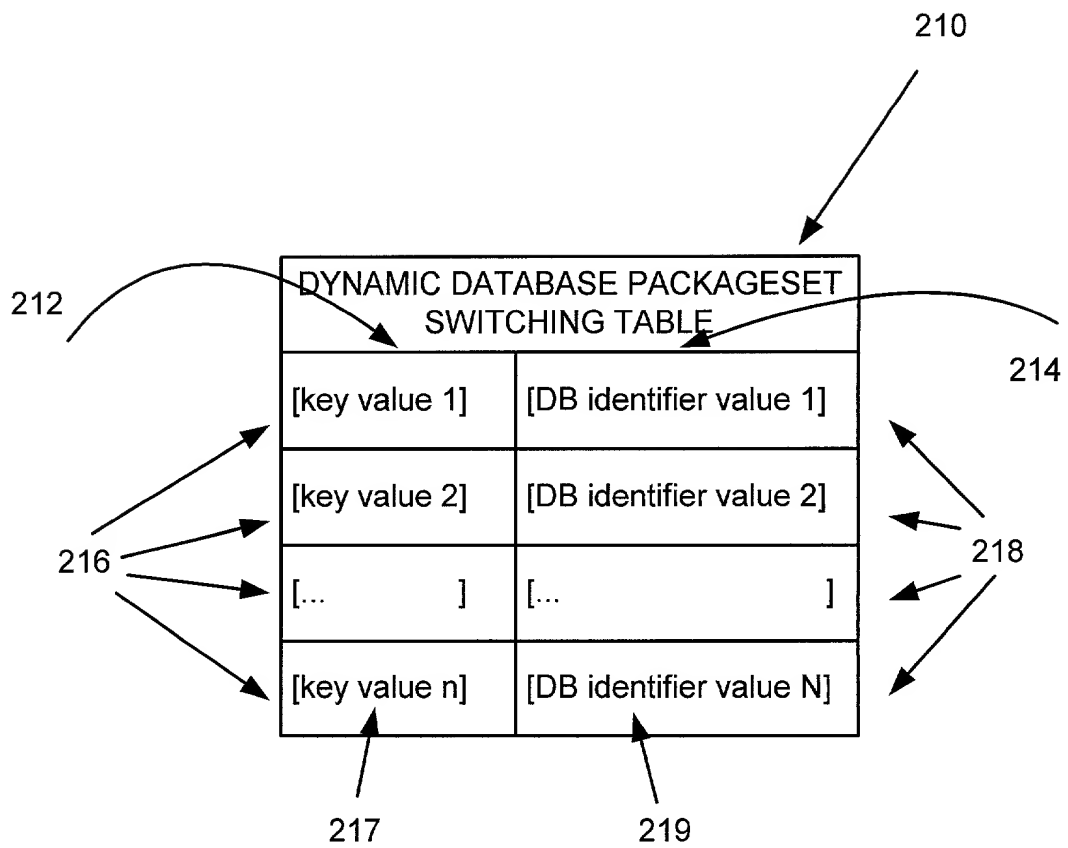 210
DYNAMIC DATABASE PACKAGESET
SWITCHING TABLE
212
214
[key value 1] [DB identifier value 1]
[key value 2] [DB identifier value 2]
216
218
[... ] [... ]
[key value n] [DB identifier value N]
217 219